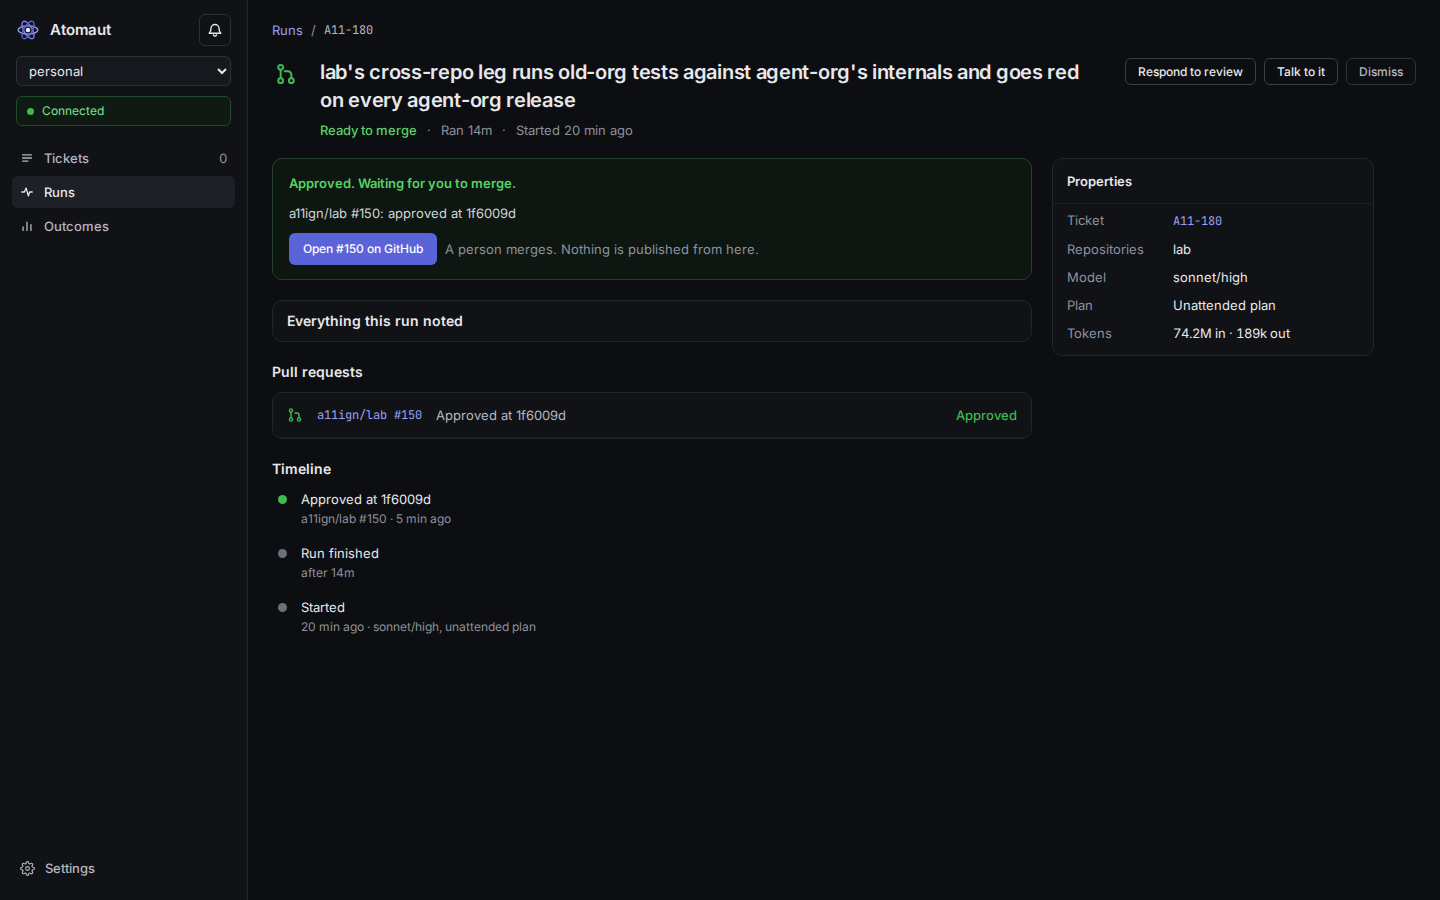 Atomaut
personal
Connected
Tickets 0
Runs
Outcomes
Settings
Runs / A11-180
lab's cross-repo leg runs old-org tests against agent-org's internals and goes red
on every agent-org release
Ready to merge · Ran 14m · Started 20 min ago
Respond to review
Talk to it
Dismiss
Approved. Waiting for you to merge.
a11ign/lab #150: approved at 1f6009d
Open #150 on GitHub
A person merges. Nothing is published from here.
Everything this run noted
Pull requests
a11ign/lab #150 Approved at 1f6009d Approved
Timeline
Approved at 1f6009d
a11ign/lab #150 · 5 min ago
Run finished
after 14m
Started
20 min ago · sonnet/high, unattended plan
Properties
Ticket A11-180
Repositories lab
Model sonnet/high
Plan Unattended plan
Tokens 74.2M in · 189k out